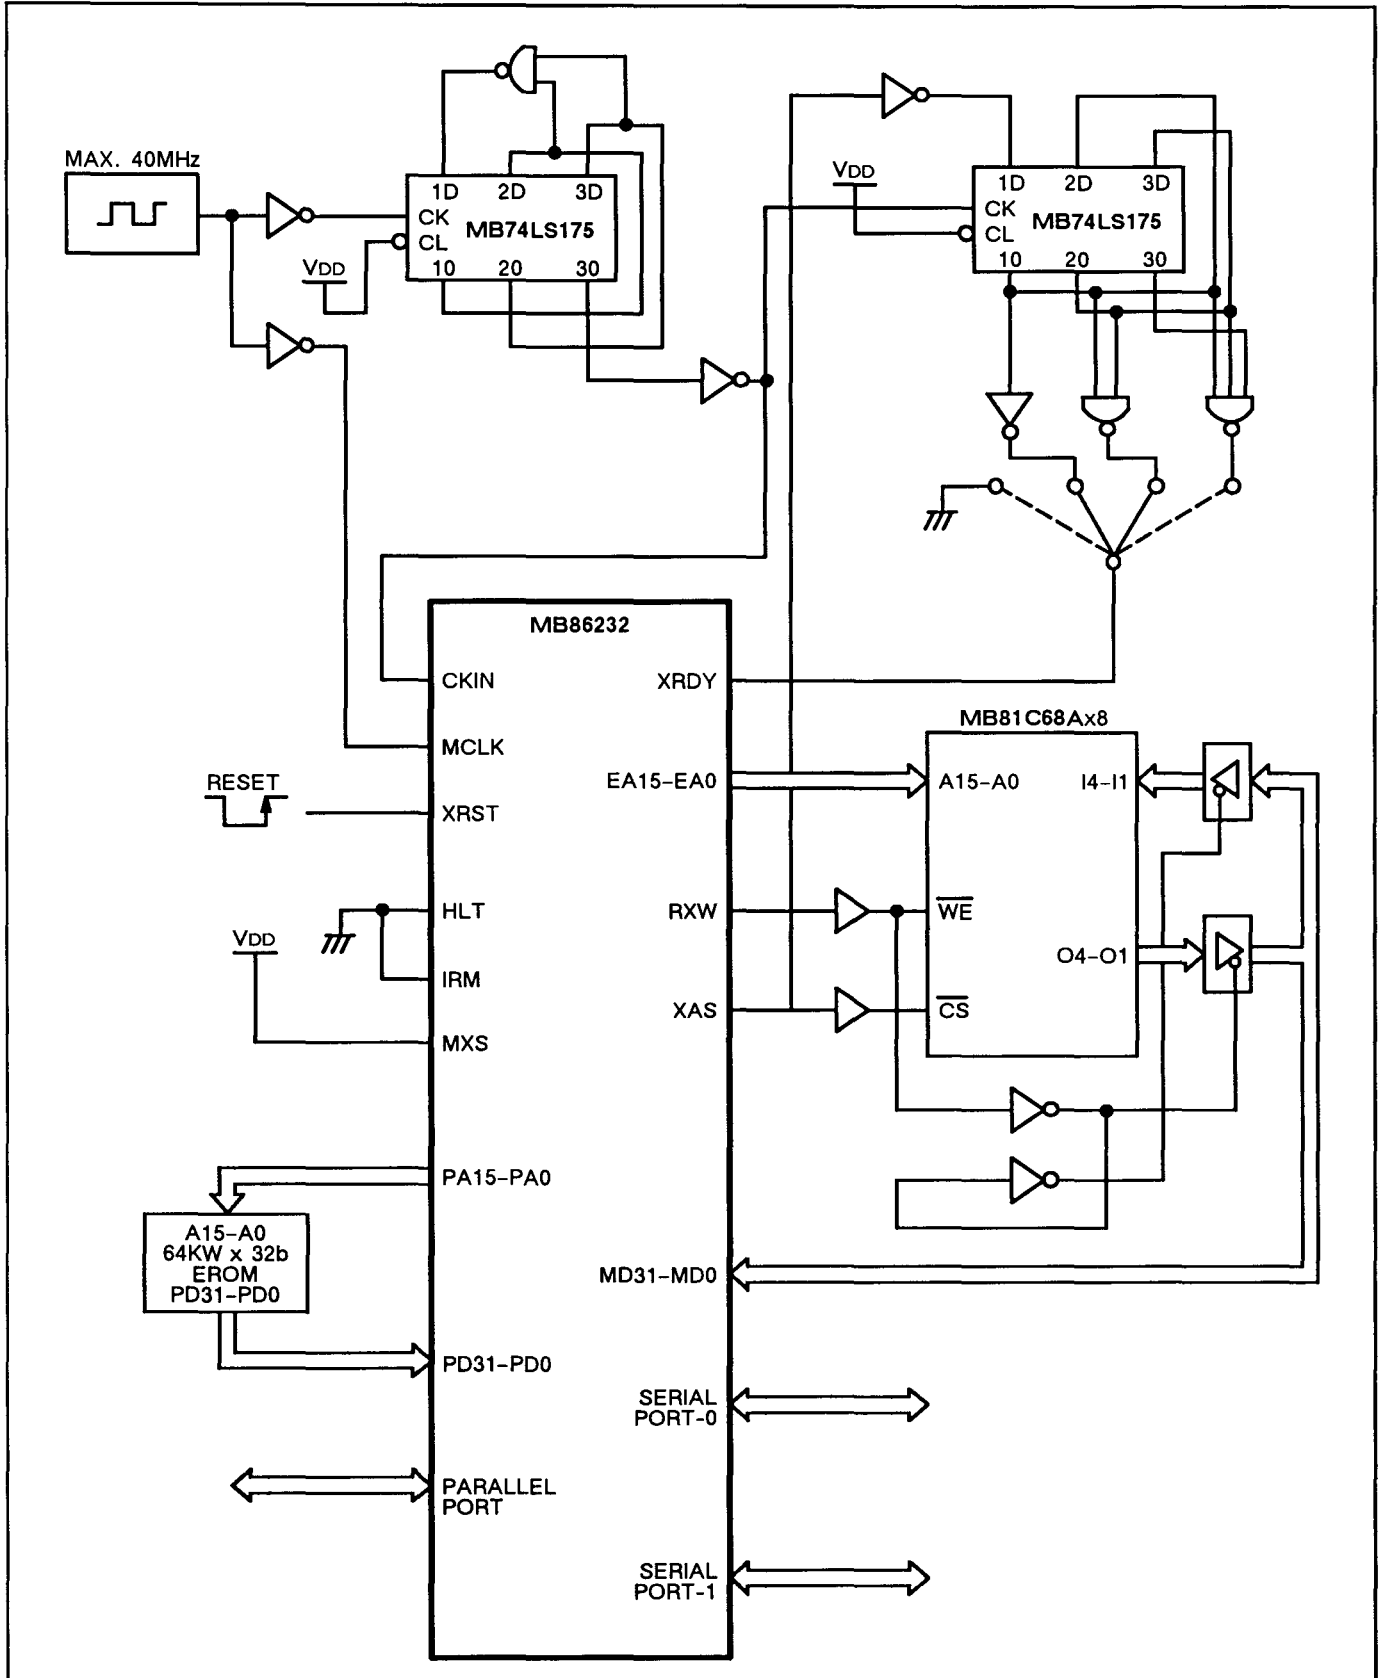 MAX. 40MHz
1D 2D 3D
CK
MB74LS175
CL
10 20 30
VDD
VDD
1D 2D 3D
CK
MB74LS175
CL
10 20 30
MB86232
CKIN
XRDY
MCLK
EA15-EA0
RESET
XRST
HLT
RXW
VDD
IRM
XAS
MXS
MB81C68Ax8
A15-A0
I4-I1
WE
O4-O1
CS
PA15-PA0
A15-A0
64KW x 32b
EROM
PD31-PD0
MD31-MD0
PD31-PD0
SERIAL
PORT-0
PARALLEL
PORT
SERIAL
PORT-1